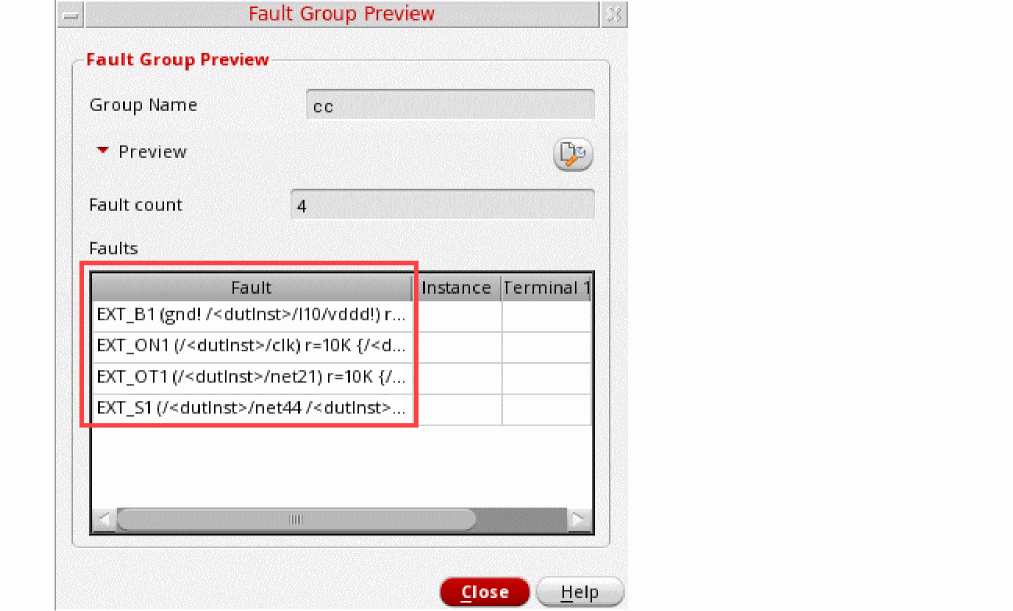 Fault Group Preview
Fault Group Preview
Group Name cc
Preview
Fault count 4
Faults
Fault Instance Terminal 1
EXT_B1 (gnd! /<dutInst>/I10/vddd!) r...
EXT_ON1 (/<dutInst>/clk) r=10K {/<d...
EXT_OT1 (/<dutInst>/net21) r=10K {/...
EXT_S1 (/<dutInst>/net44 /<dutInst>...
Close Help